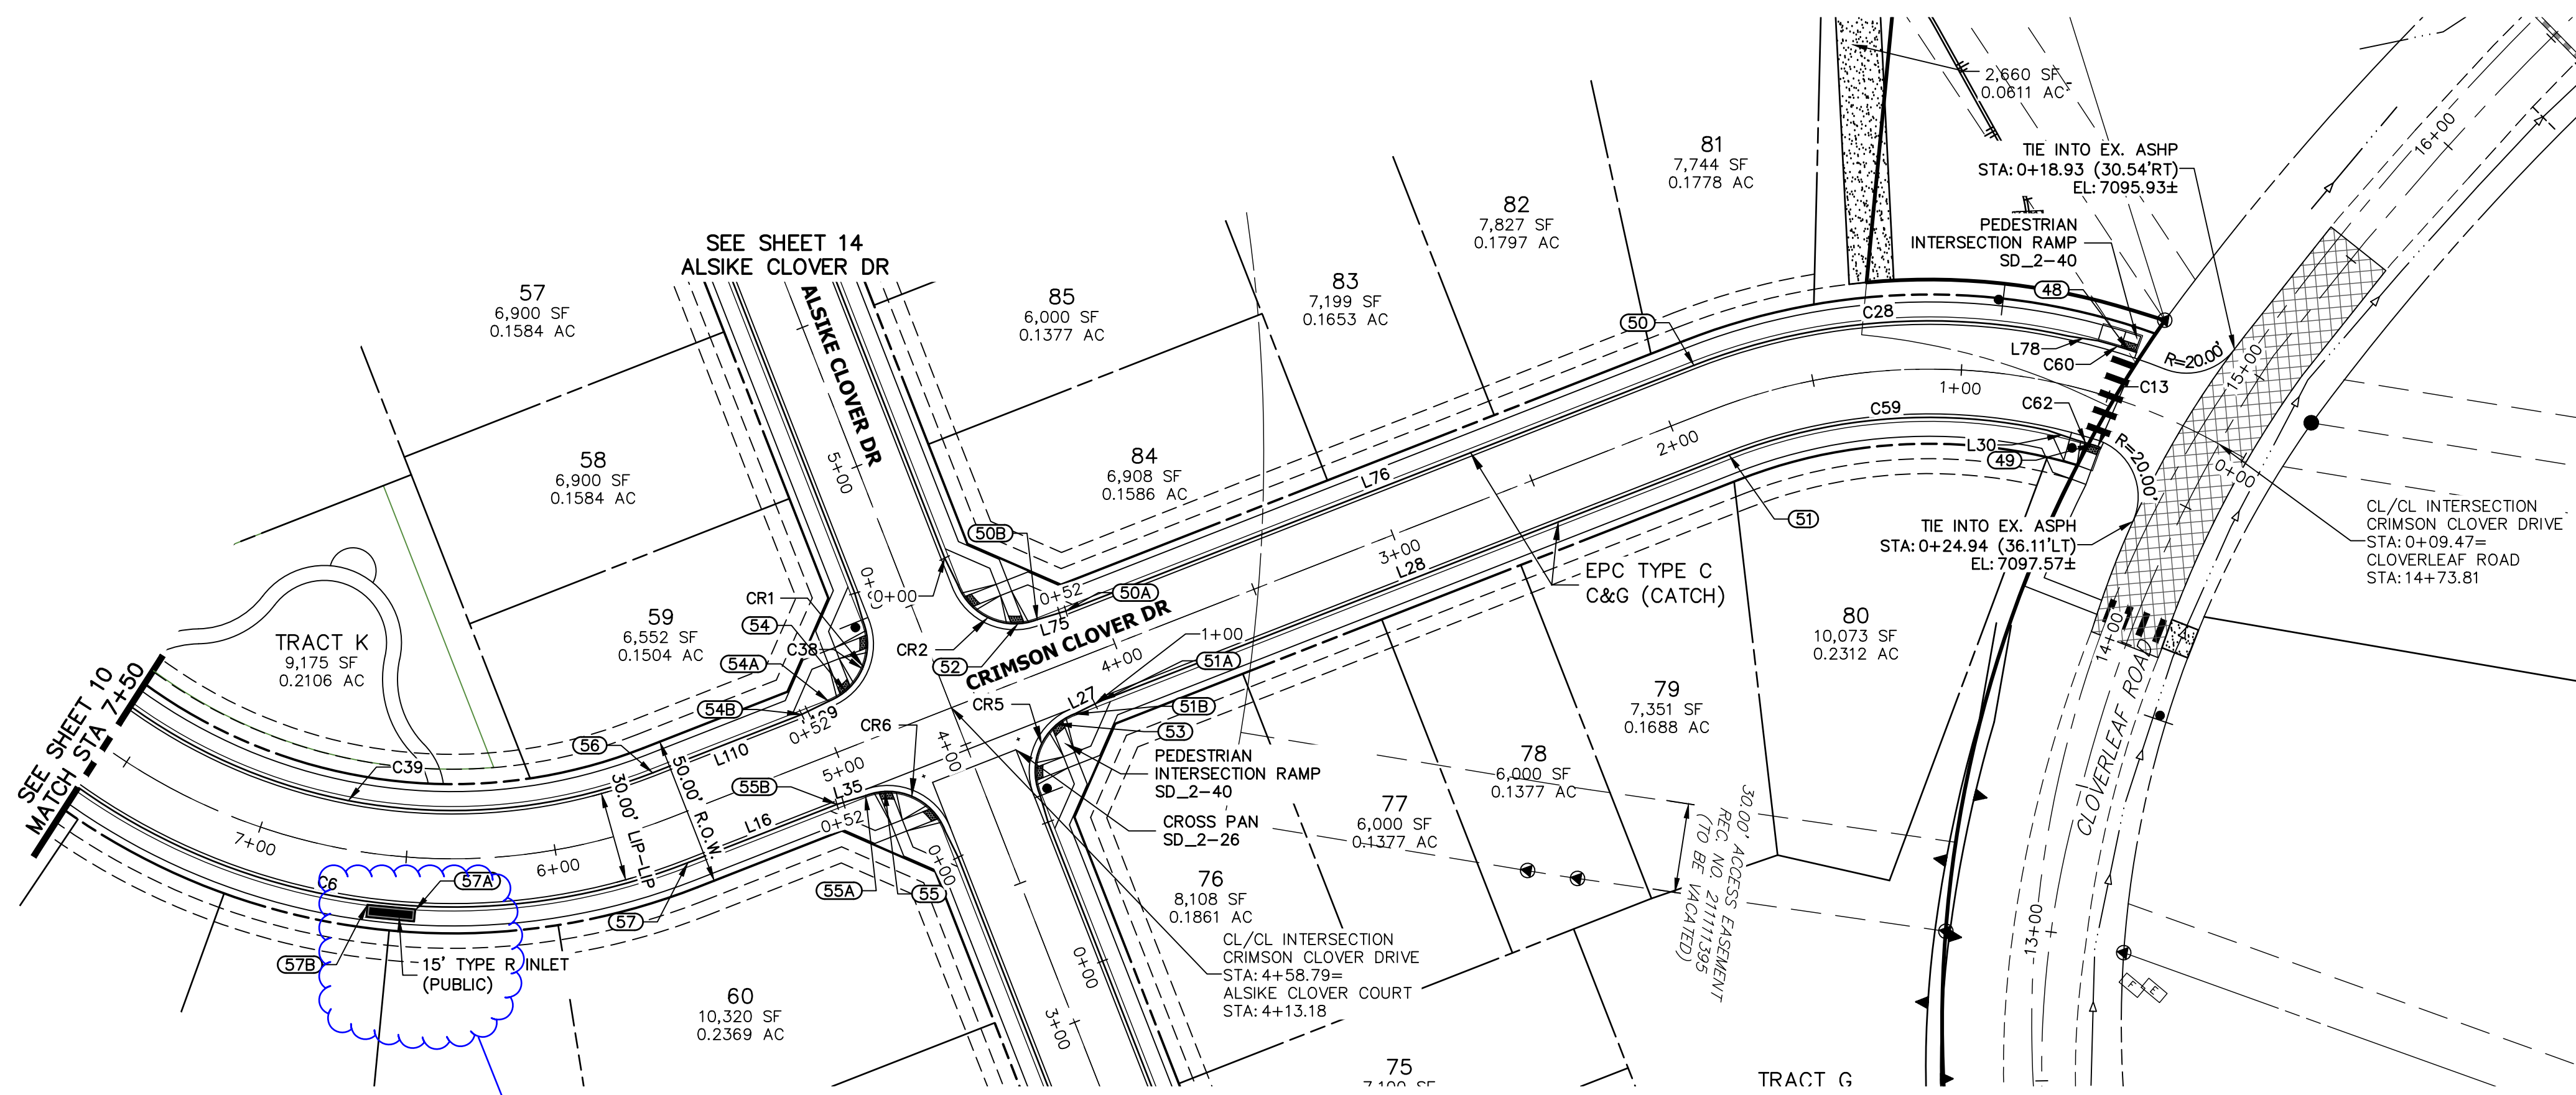 2,660 SF
0.0611 AC
16+00
TIE INTO EX. ASHP
STA: 0+18.93 (30.54'RT)
EL: 7095.93±
PEDESTRIAN
INTERSECTION RAMP
SD_2-40
48
C28
L78
C60
R=20.00'
15+00
C13
1+00
C62
C59
L30
49
R=20.00'
0+00
CL/CL INTERSECTION
CRIMSON CLOVER DRIVE
STA: 0+09.47=
CLOVERLEAF ROAD
STA: 14+73.81
TIE INTO EX. ASPH
STA: 0+24.94 (36.11'LT)
EL: 7097.57±
14+00
CLOVERLEAF ROAD
13+00
F
E
81
7,744 SF
0.1778 AC
82
7,827 SF
0.1797 AC
83
7,199 SF
0.1653 AC
50
2+00
51
L76
3+00
L28
EPC TYPE C
C&G (CATCH)
SEE SHEET 14
ALSIKE CLOVER DR
ALSIKE CLOVER DR
57
6,900 SF
0.1584 AC
85
6,000 SF
0.1377 AC
58
6,900 SF
0.1584 AC
84
6,908 SF
0.1586 AC
5+00
50B
0+00
0+52
50A
L75
CRIMSON CLOVER DR
CR1
54
C38
54A
CR2
52
59
6,552 SF
0.1504 AC
TRACT K
9,175 SF
0.2106 AC
SEE SHEET 10
MATCH STA 7+50
54B
0+52
4+00
1+00
51A
L27
51B
CR5
53
CR6
4+00
56
L110
C39
30.00' LIP-LIP
50.00' R.O.W.
5+00
55B
L35
0+52
L16
7+00
6+00
0+00
55A
55
57
C6
57A
57B
15' TYPE R INLET
(PUBLIC)
PEDESTRIAN
INTERSECTION RAMP
SD_2-40
CROSS PAN
SD_2-26
80
10,073 SF
0.2312 AC
79
7,351 SF
0.1688 AC
78
6,000 SF
0.1377 AC
77
6,000 SF
0.1377 AC
76
8,108 SF
0.1861 AC
30.00' ACCESS EASEMENT
REC. NO. 211111395
(TO BE VACATED)
CL/CL INTERSECTION
CRIMSON CLOVER DRIVE
STA: 4+58.79=
ALSIKE CLOVER COURT
STA: 4+13.18
0+00
3+00
60
10,320 SF
0.2369 AC
75
7,100 SF
TRACT G